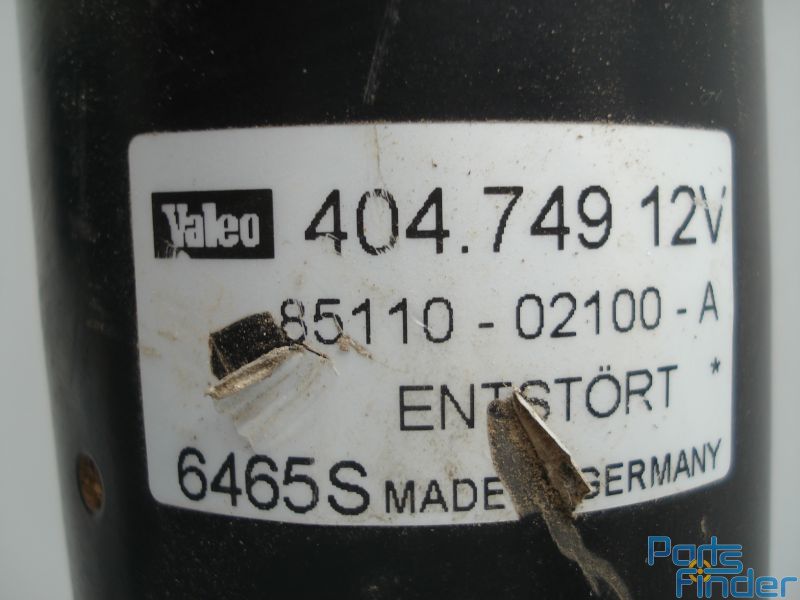 Valeo 404.749 12V
85110 - 02100 - A
ENTSTÖRT *
6465S MADE GERMANY
Parts
Finder